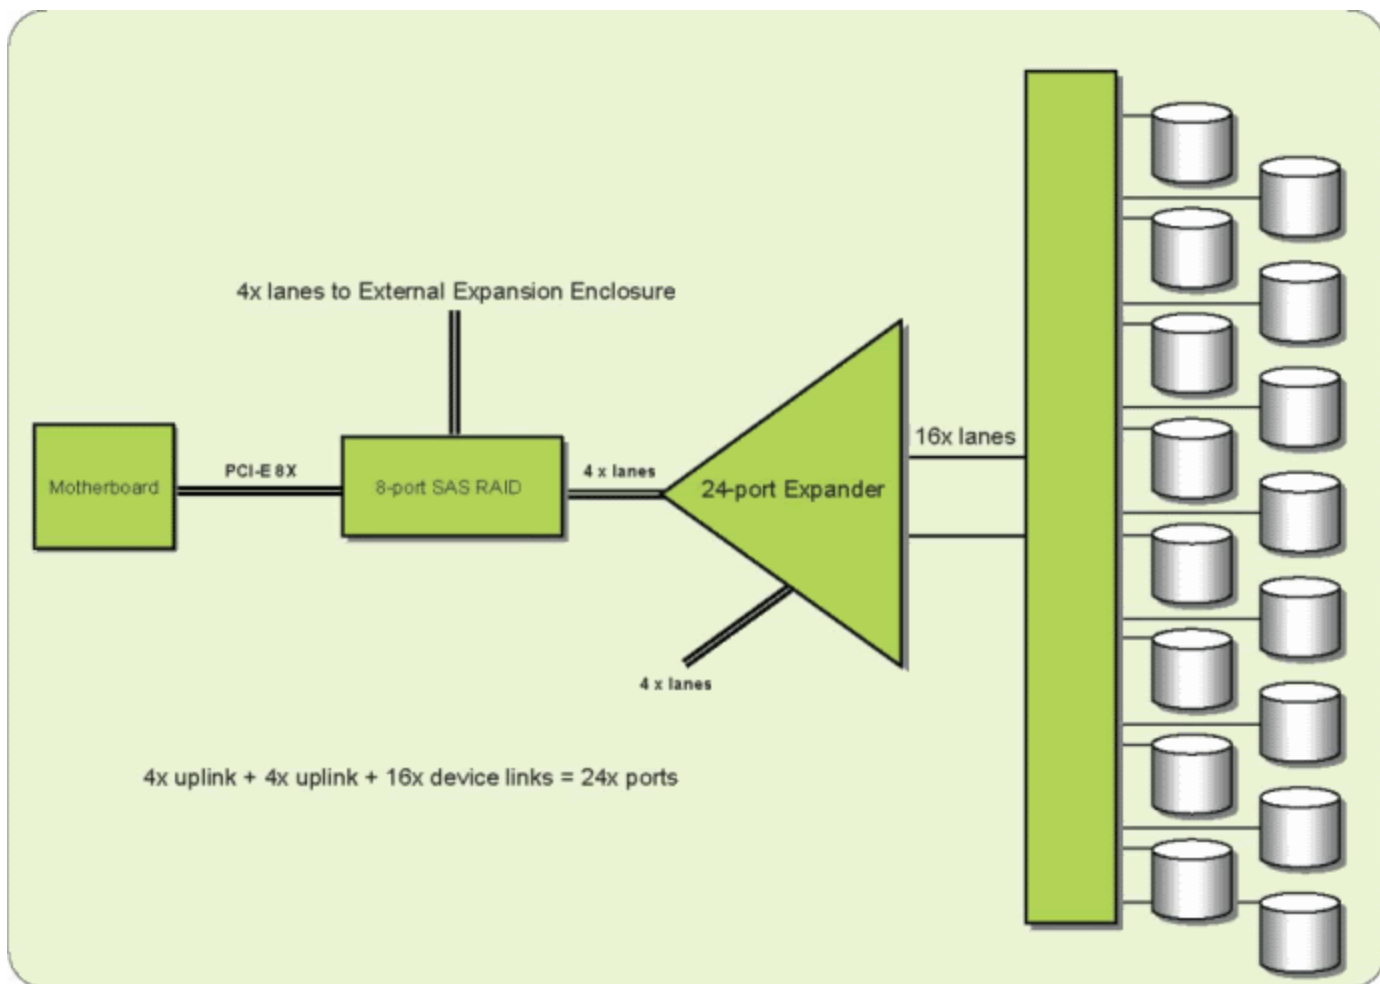 4x lanes to External Expansion Enclosure
16x lanes
PCI-E 8X
4 x lanes
Motherboard
8-port SAS RAID
24-port Expander
4 x lanes
4x uplink + 4x uplink + 16x device links = 24x ports